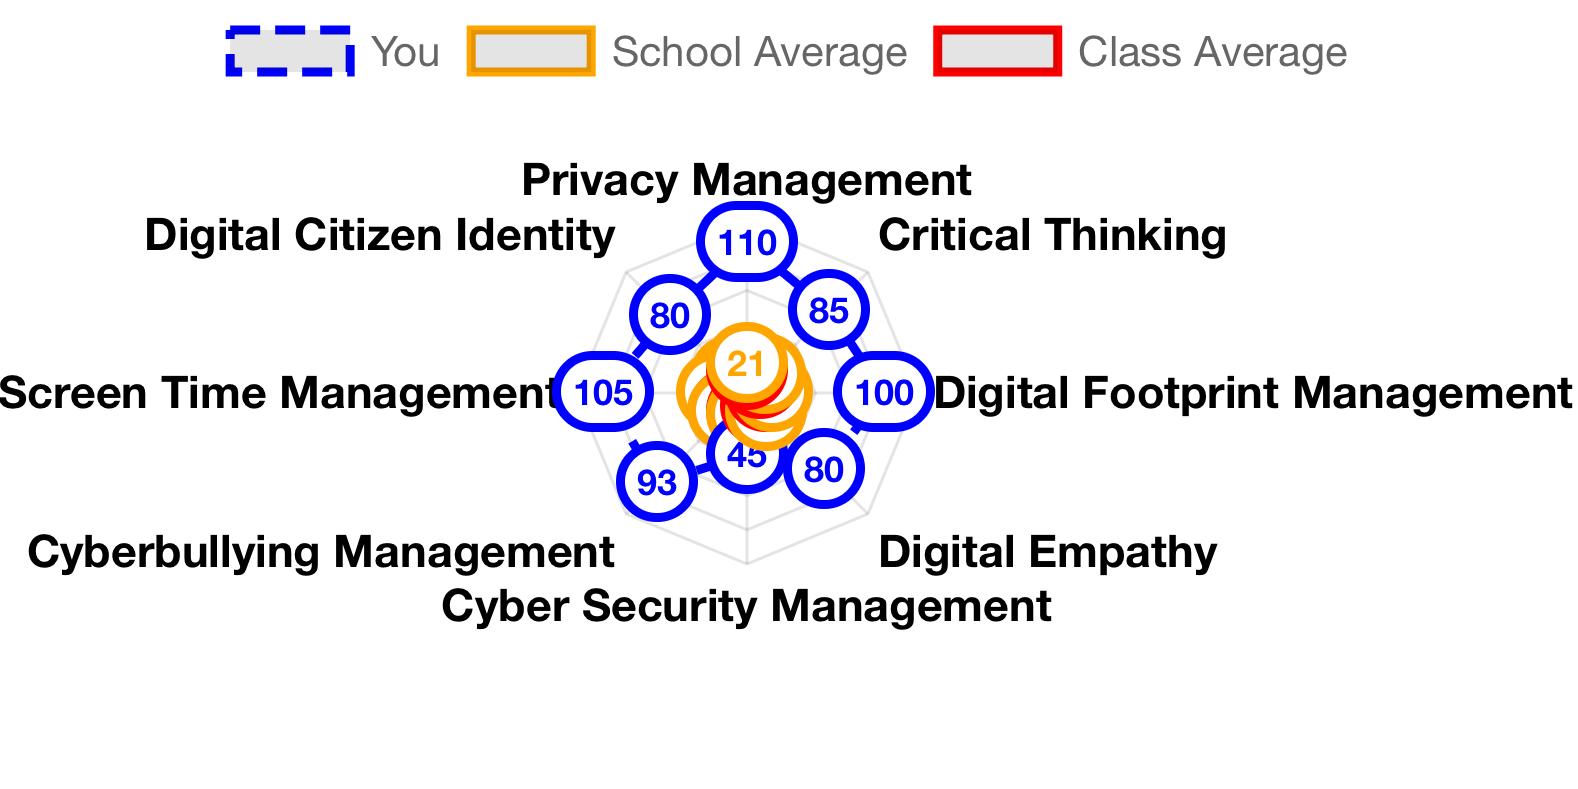 You School Average Class Average
Privacy Management
Digital Citizen Identity Critical Thinking
110
80 85
21
Screen Time Management 105 100 Digital Footprint Management
45 80
93
Cyberbullying Management Digital Empathy
Cyber Security Management